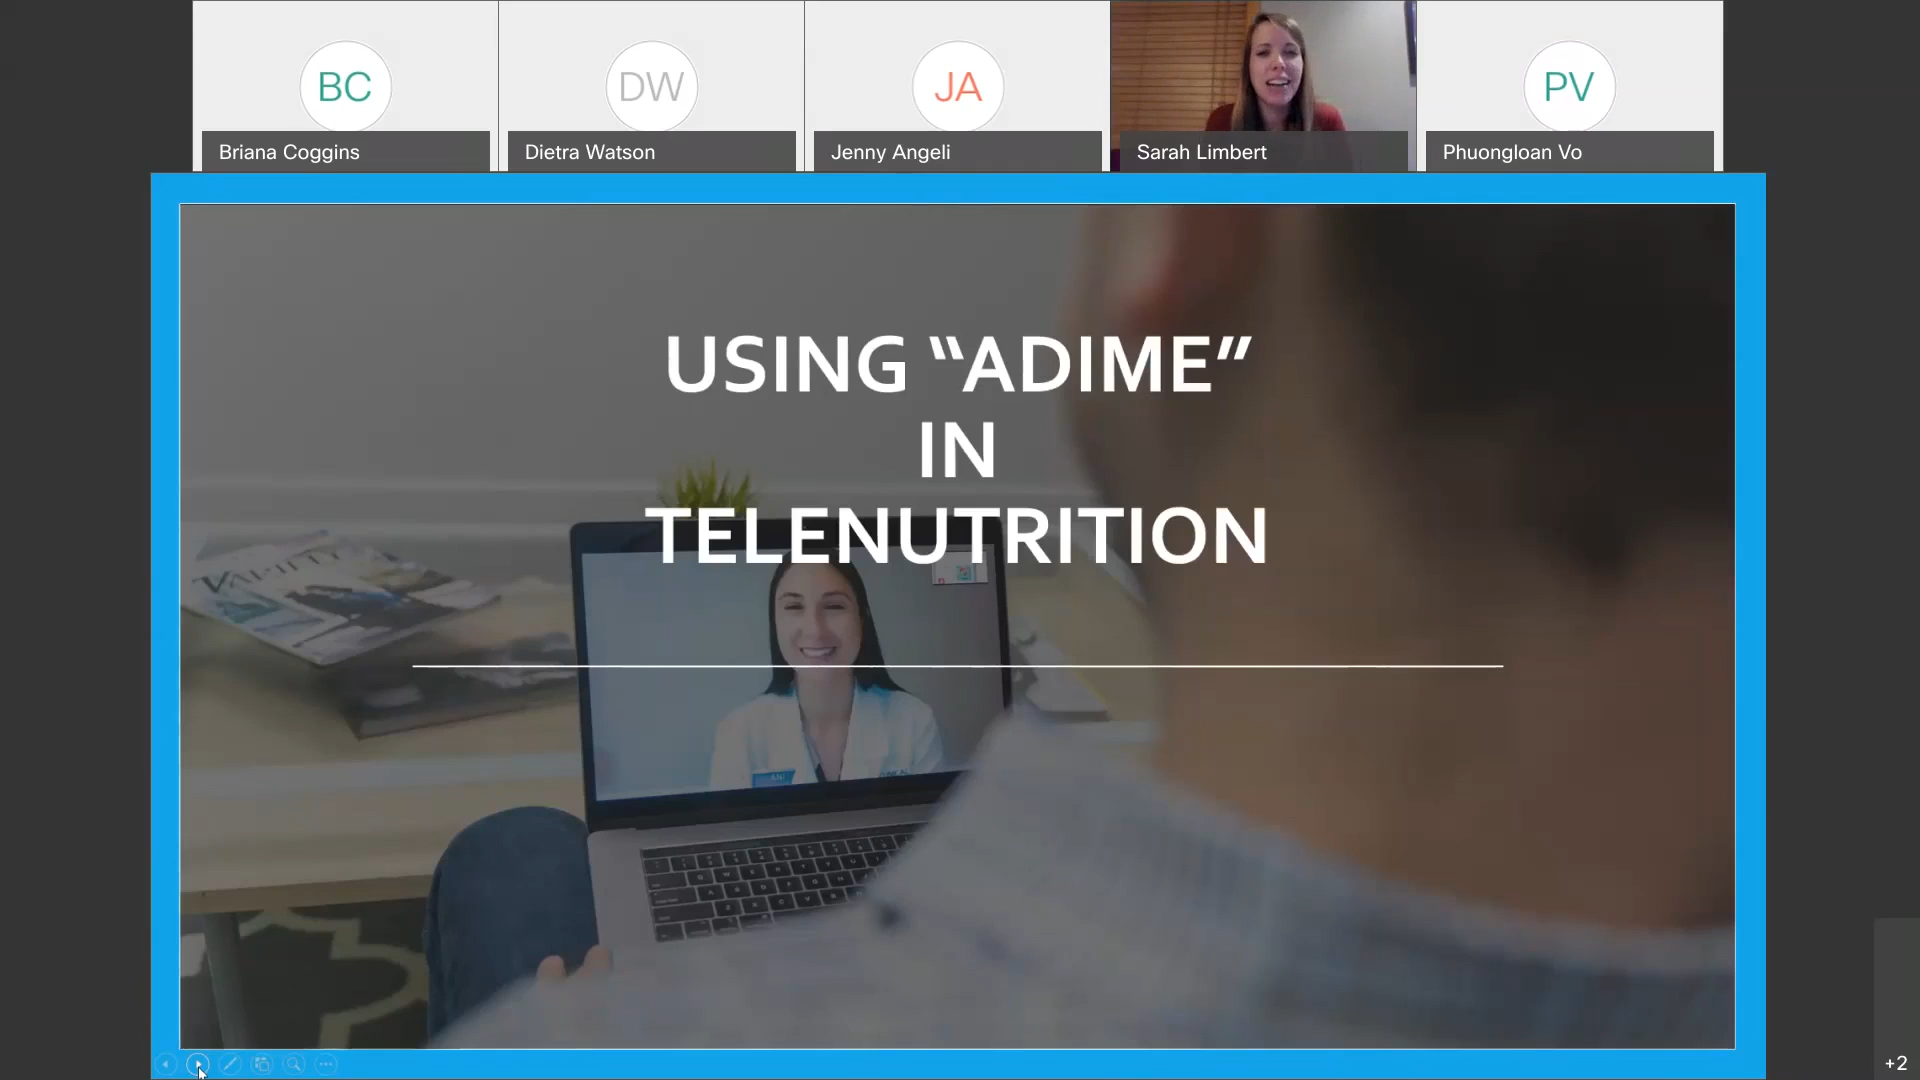 BC
DW
JA
PV
Briana Coggins
Dietra Watson
Jenny Angeli
Sarah Limbert
Phuongloan Vo
USING “ADIME”
IN
TELENUTRITION
VARIETY
+2